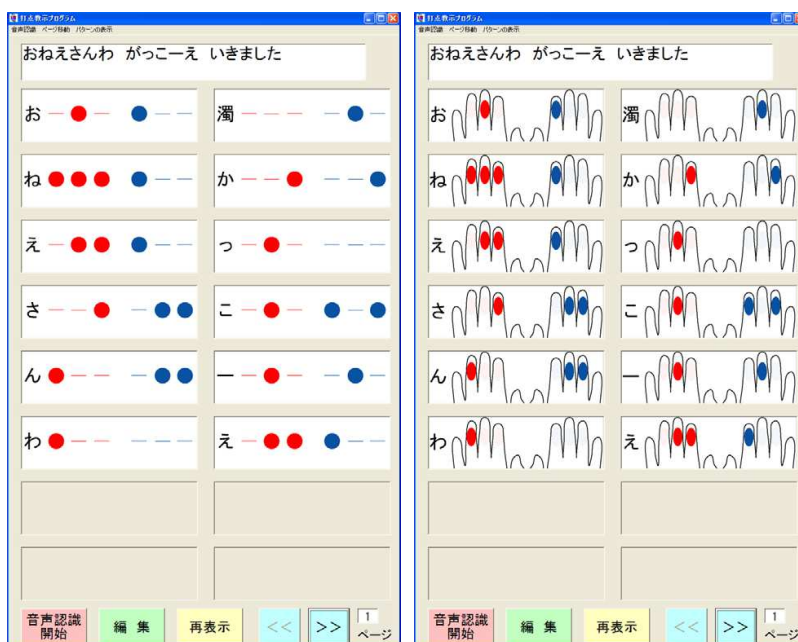 打点教示プログラム
音声認識 ページ移動 パターンの表示
おねえさんわ がっこーえ いきました
お
ね
え
さ
ん
わ
濁
か
っ
こ
ー
え
音声認識開始
編集
再表示
<<
>>
1
ページ
打点教示プログラム
音声認識 ページ移動 パターンの表示
おねえさんわ がっこーえ いきました
お
ね
え
さ
ん
わ
濁
か
っ
こ
ー
え
音声認識開始
編集
再表示
<<
>>
1
ページ